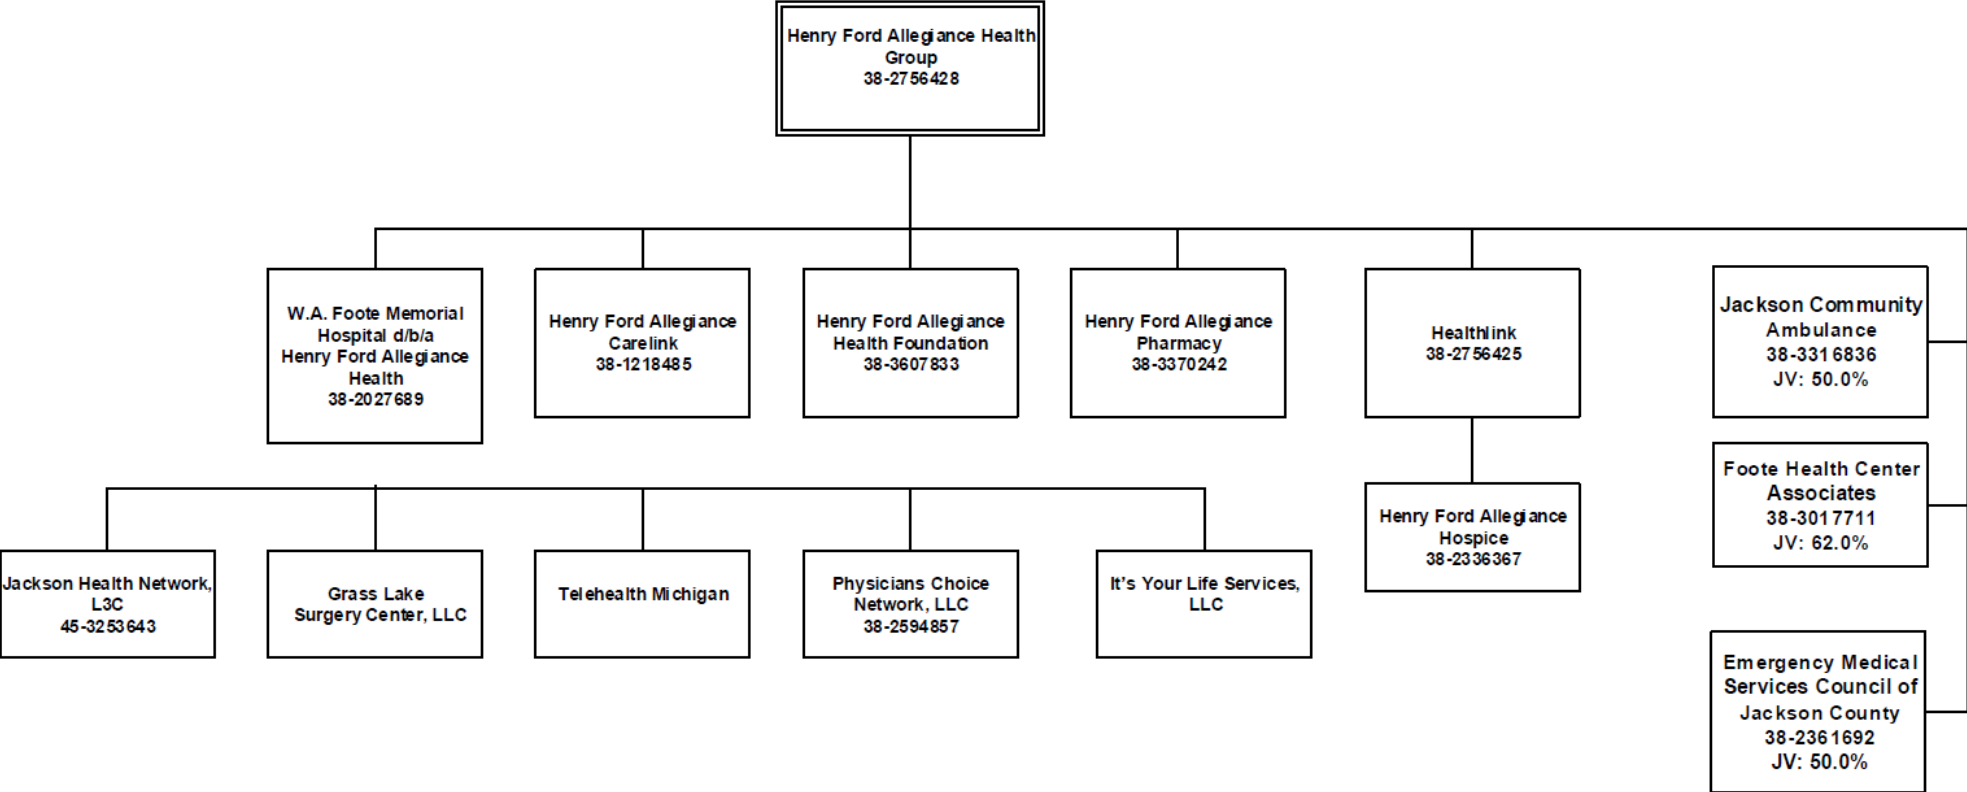 Henry Ford Allegiance Health
Group
38-2756428
W.A. Foote Memorial
Hospital d/b/a
Henry Ford Allegiance
Health
38-2027689
Henry Ford Allegiance
Carelink
38-1218485
Henry Ford Allegiance
Health Foundation
38-3607833
Henry Ford Allegiance
Pharmacy
38-3370242
Healthlink
38-2756425
Jackson Community
Ambulance
38-3316836
JV: 50.0%
Foote Health Center
Associates
38-3017711
JV: 62.0%
Henry Ford Allegiance
Hospice
38-2336367
Jackson Health Network,
L3C
45-3253643
Grass Lake
Surgery Center, LLC
Telehealth Michigan
Physicians Choice
Network, LLC
38-2594857
It's Your Life Services,
LLC
Emergency Medical
Services Council of
Jackson County
38-2361692
JV: 50.0%